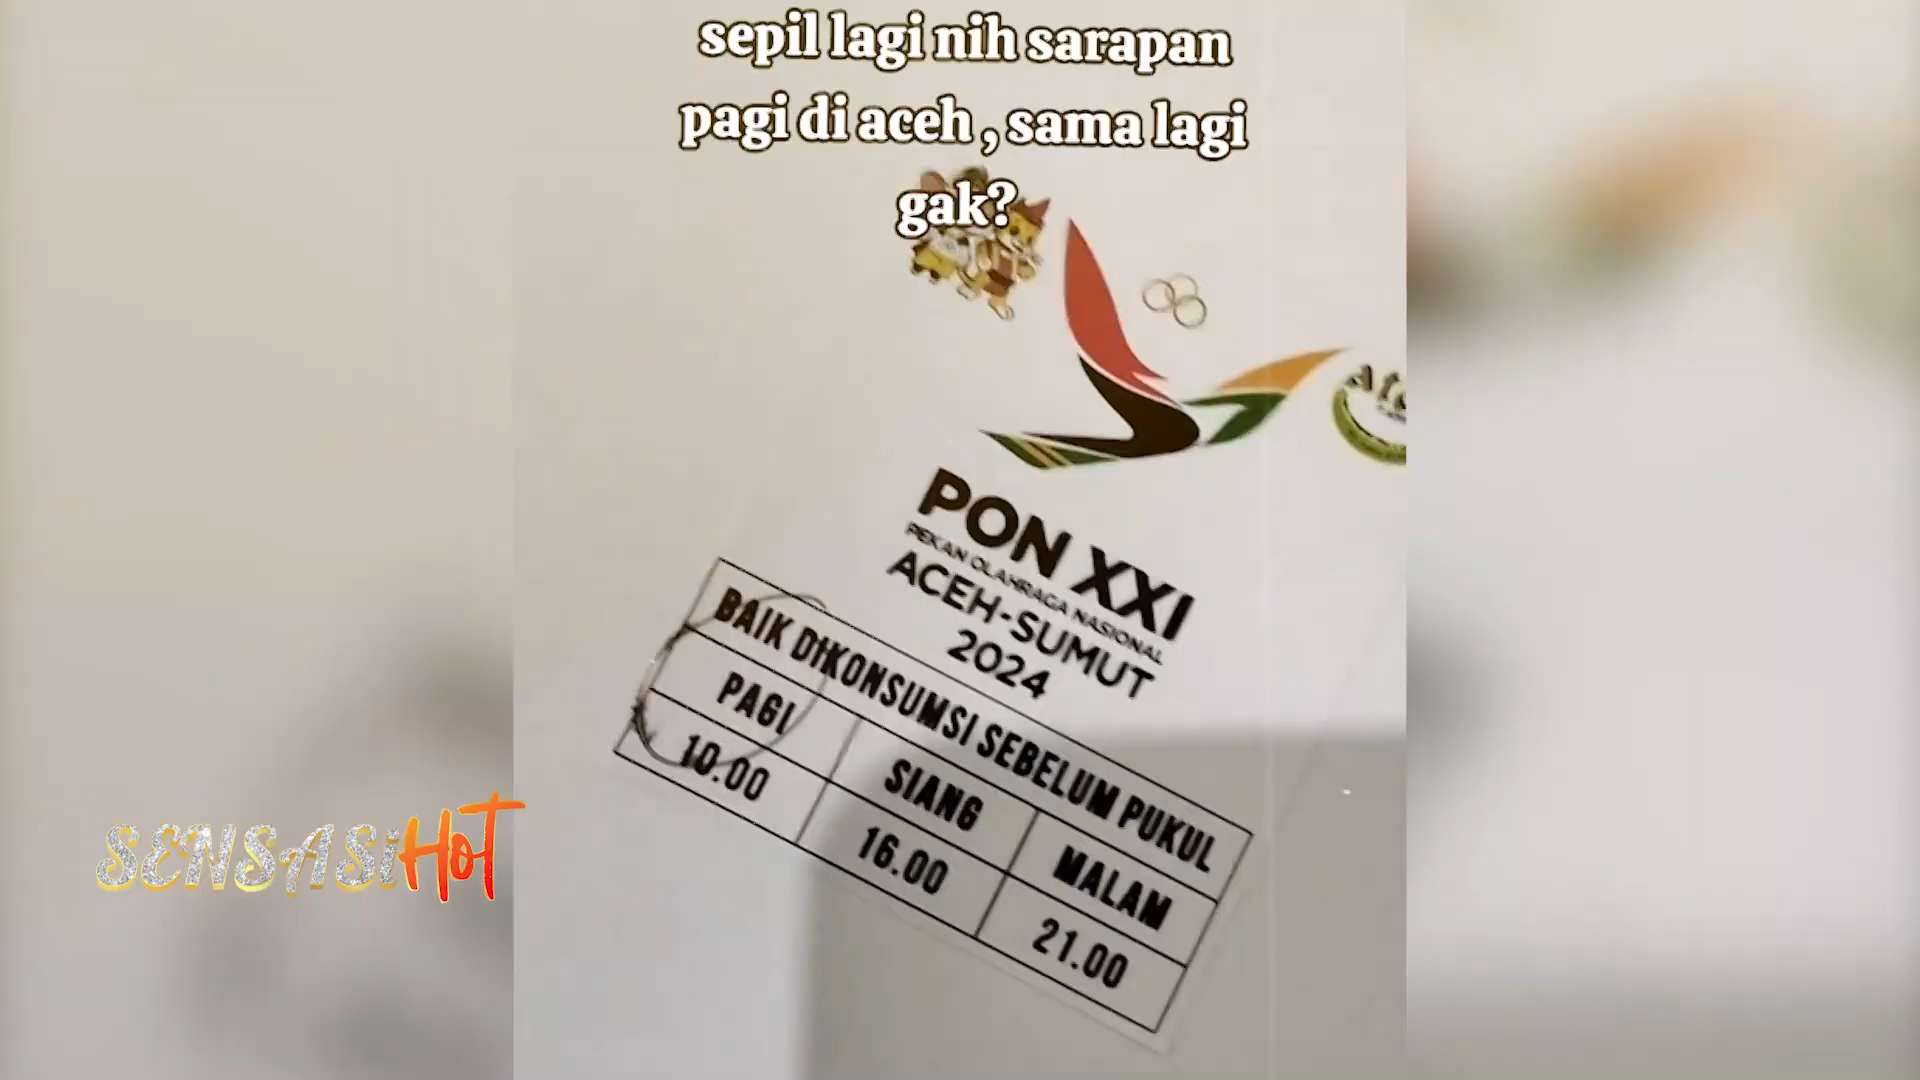 sepil lagi nih sarapan
pagi di aceh , sama lagi
gak?
PON XXI
PEKAN OLAHRAGA NASIONAL
ACEH-SUMUT
2024
BAIK DIKONSUMSI SEBELUM PUKUL
PAGI SIANG MALAM
10.00 16.00 21.00
SENSASiHOT